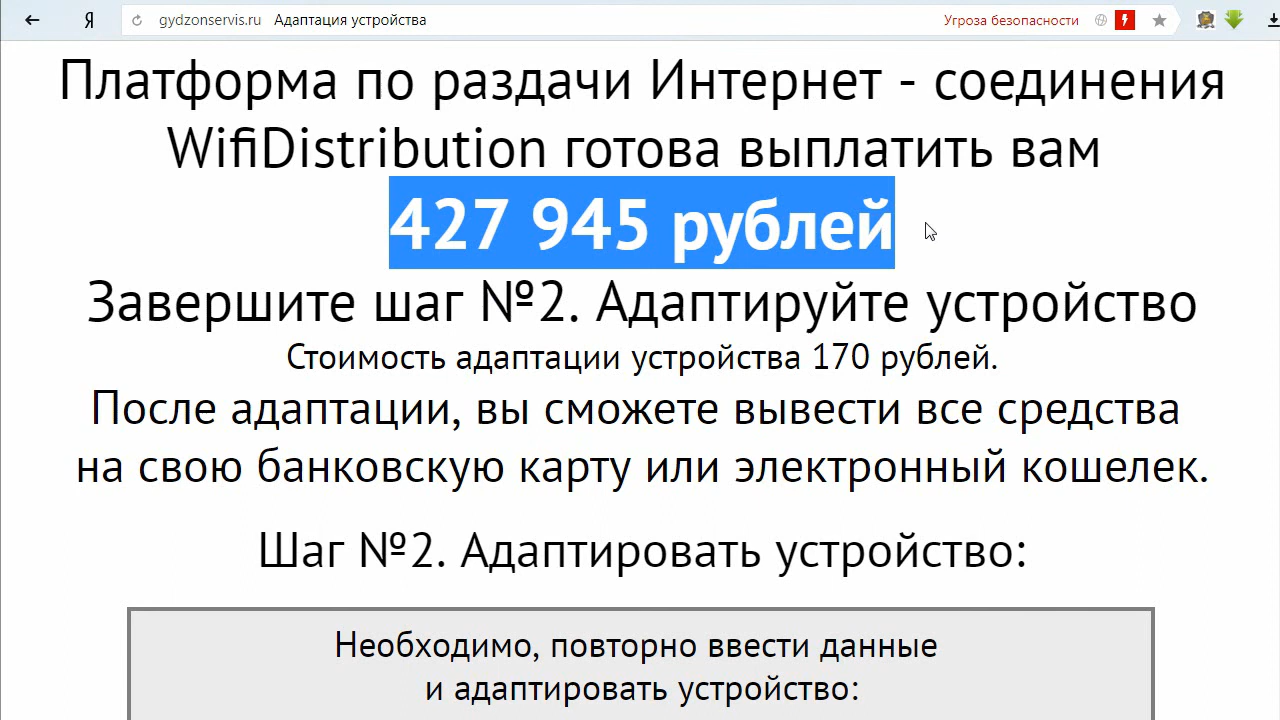 Я gydzonservis.ru Адаптация устройства Угроза безопасности
Платформа по раздачи Интернет - соединения
WifiDistribution готова выплатить вам
427 945 рублей
Завершите шаг №2. Адаптируйте устройство
Стоимость адаптации устройства 170 рублей.
После адаптации, вы сможете вывести все средства
на свою банковскую карту или электронный кошелек.
Шаг №2. Адаптировать устройство:
Необходимо, повторно ввести данные
и адаптировать устройство: